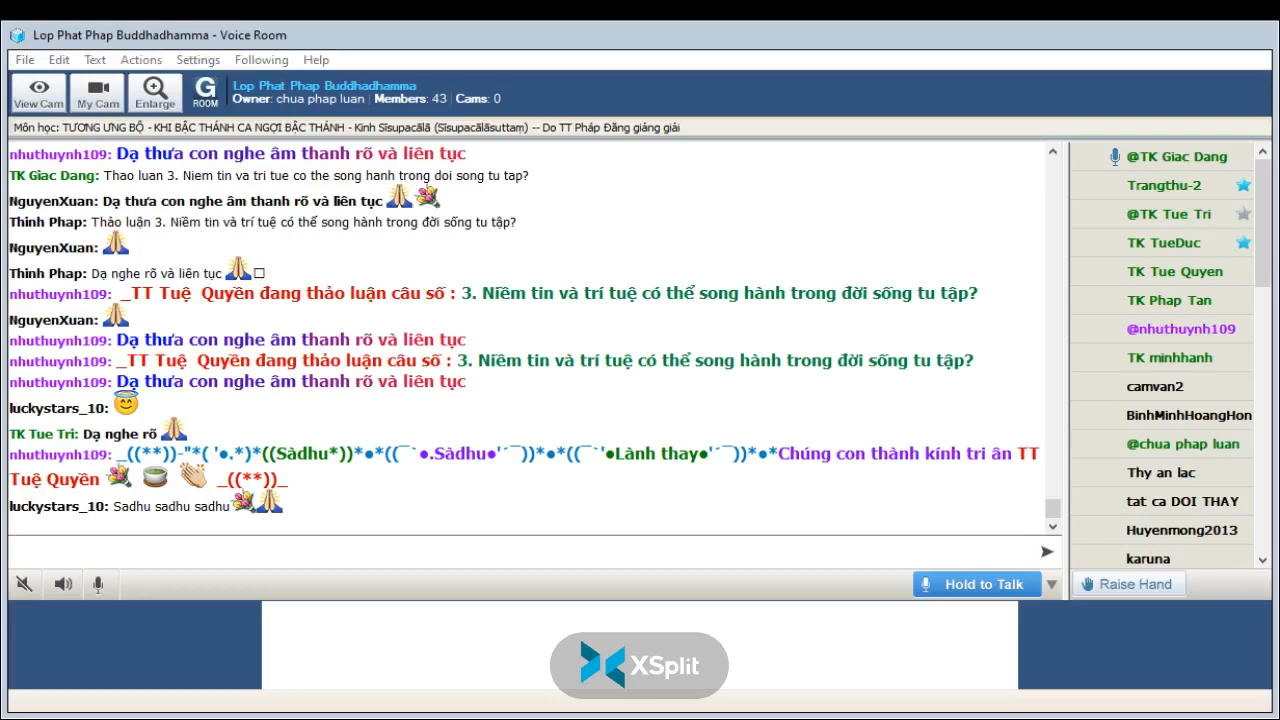 Lop Phat Phap Buddhadhamma - Voice Room
File Edit Text Actions Settings Following Help
View Cam My Cam Enlarge G ROOM
Lop Phat Phap Buddhadhamma
Owner: chua phap luan | Members: 43 | Cams: 0
Môn học: TƯƠNG ƯNG BỘ - KHI BẬC THÁNH CA NGỢI BẬC THÁNH - Kinh Sīsupacālā (Sīsupacālāsuttaṃ) -- Do TT Pháp Đăng giảng giải
nhuthuynh109: Dạ thưa con nghe âm thanh rõ và liên tục
TK Giac Dang: Thao luan 3. Niem tin va tri tue co the song hanh trong doi song tu tap?
NguyenXuan: Dạ thưa con nghe âm thanh rõ và liên tục
Thinh Phap: Thảo luận 3. Niềm tin và trí tuệ có thể song hành trong đời sống tu tập?
NguyenXuan:
Thinh Phap: Dạ nghe rõ và liên tục
nhuthuynh109: _TT Tuệ Quyền đang thảo luận câu số : 3. Niềm tin và trí tuệ có thể song hành trong đời sống tu tập?
NguyenXuan:
nhuthuynh109: Dạ thưa con nghe âm thanh rõ và liên tục
nhuthuynh109: _TT Tuệ Quyền đang thảo luận câu số : 3. Niềm tin và trí tuệ có thể song hành trong đời sống tu tập?
nhuthuynh109: Dạ thưa con nghe âm thanh rõ và liên tục
luckystars_10:
TK Tue Tri: Dạ nghe rõ
nhuthuynh109: _((**))-"*( '●.*)*((Sàdhu*))*●*((¯`●.Sàdhu●'´¯))*●*((¯`'●Lành thay●'´¯))*●*Chúng con thành kính tri ân TT
Tuệ Quyền _((**))_
luckystars_10: Sadhu sadhu sadhu
Hold to Talk
@TK Giac Dang
Trangthu-2
@TK Tue Tri
TK TueDuc
TK Tue Quyen
TK Phap Tan
@nhuthuynh109
TK minhhanh
camvan2
BinhMinhHoangHon
@chua phap luan
Thy an lac
tat ca DOI THAY
Huyenmong2013
karuna
Raise Hand
XSplit